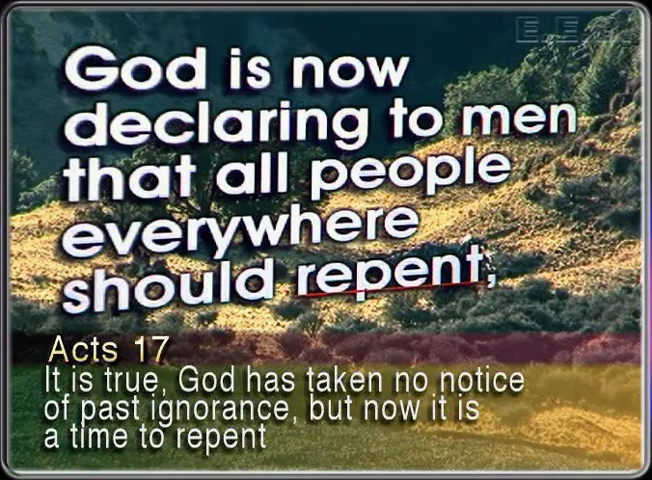 God is now
declaring to men
that all people
everywhere
should repent,
Acts 17
It is true, God has taken no notice
of past ignorance, but now it is
a time to repent